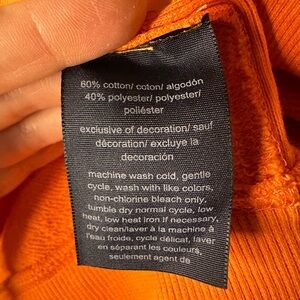 60% cotton/ coton/ algodón
40% polyester/ polyester/
poliéster
exclusive of decoration/ sauf
décoration/ excluye la
decoración
machine wash cold, gentle
cycle, wash with like colors,
non-chlorine bleach only,
tumble dry normal cycle, low
heat, low heat iron if necessary,
dry clean/laver à la machine à
l'eau froide, cycle délicat, laver
en séparant les couleurs,
seulement agent de